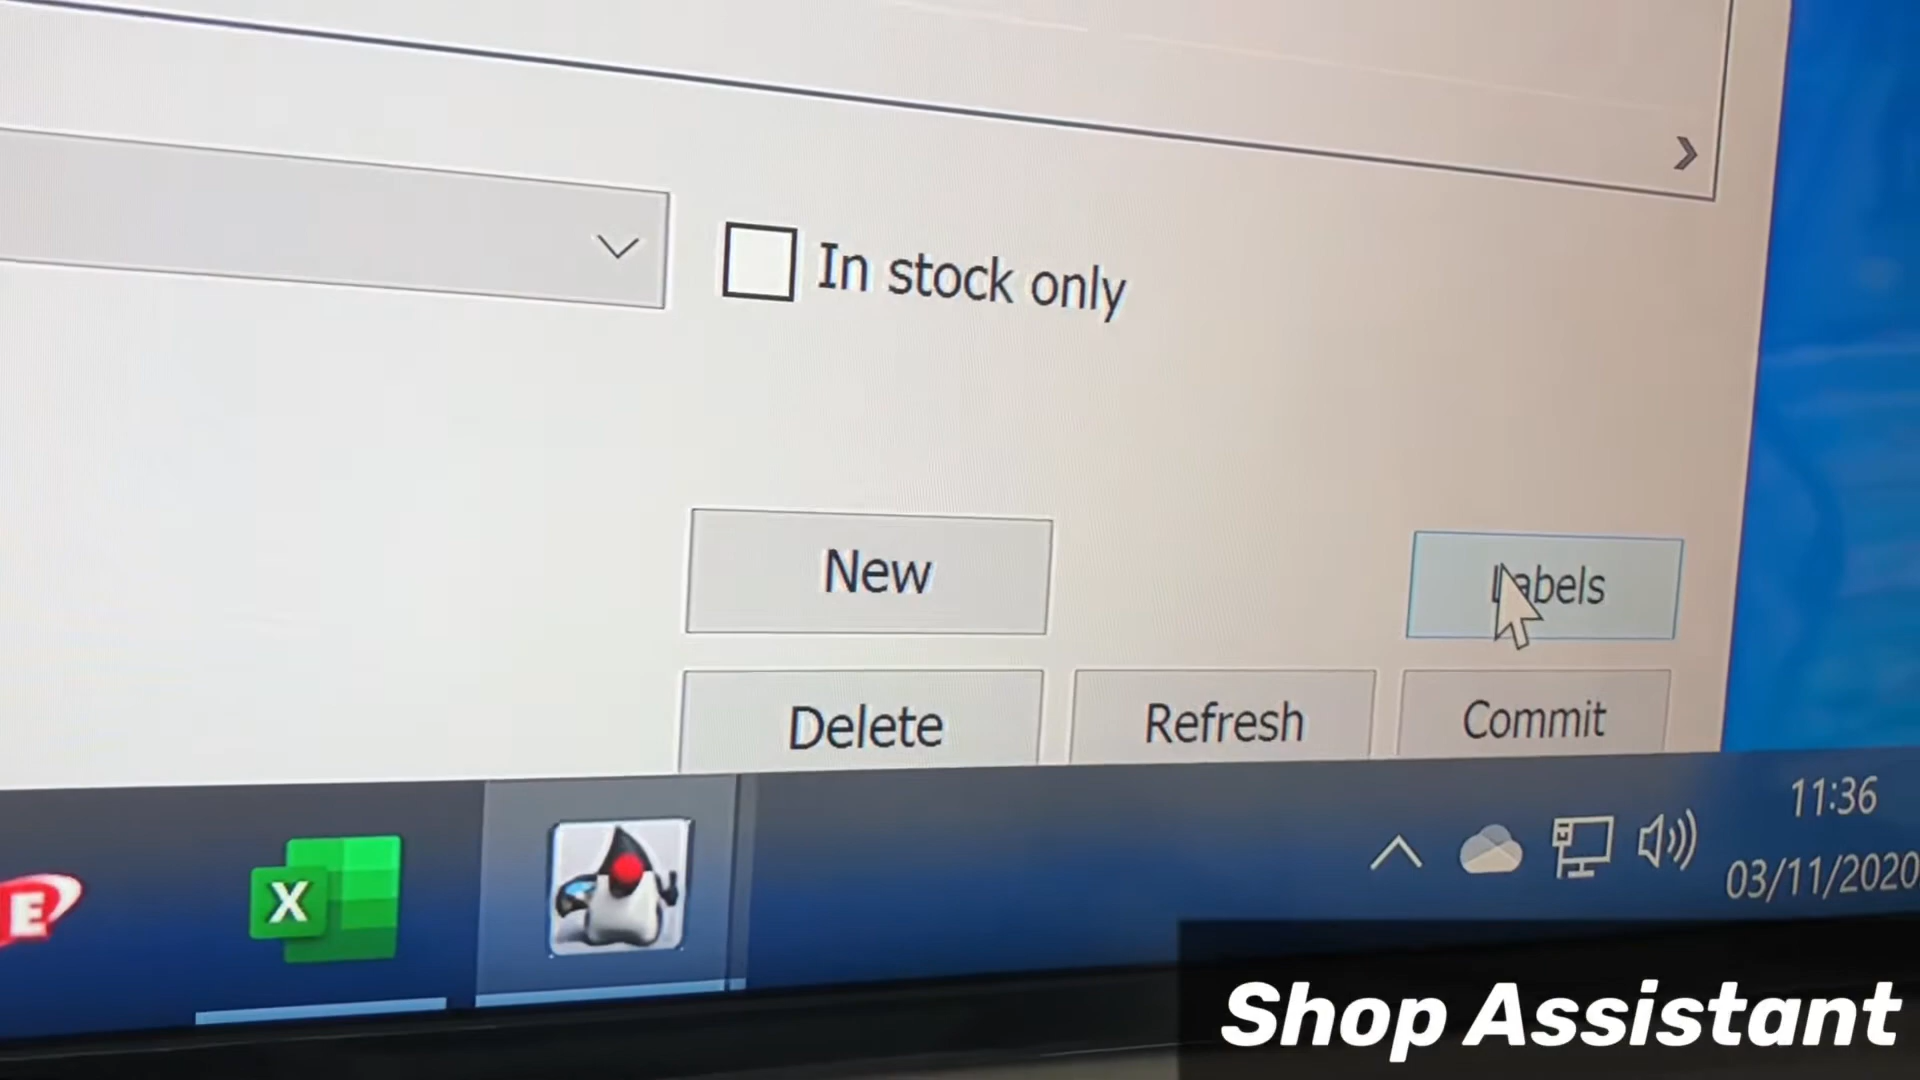 In stock only
New
Labels
Delete
Refresh
Commit
11:36
03/11/2020
E
X
Shop Assistant